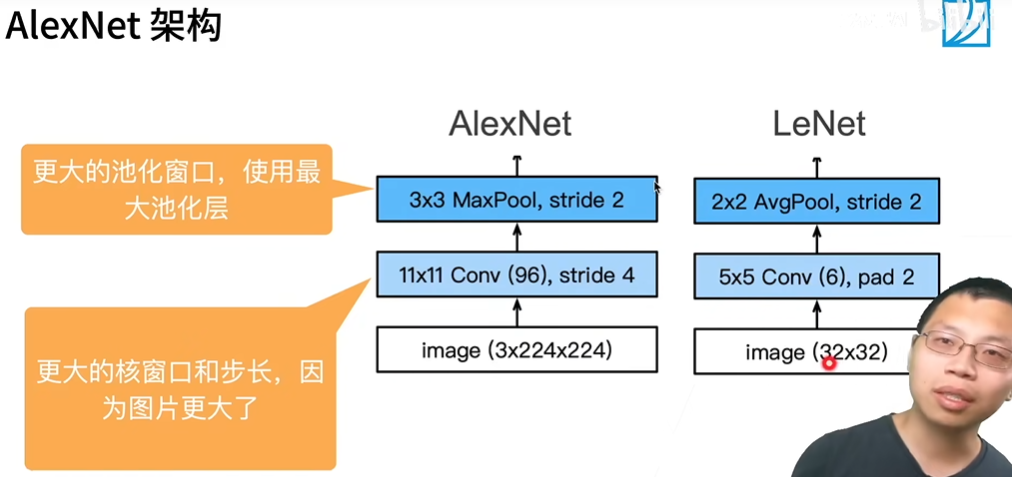 AlexNet 架构
AlexNet
LeNet
更大的池化窗口，使用最
大池化层
3x3 MaxPool, stride 2
2x2 AvgPool, stride 2
11x11 Conv (96), stride 4
5x5 Conv (6), pad 2
更大的核窗口和步长，因
为图片更大了
image (3x224x224)
image (32x32)